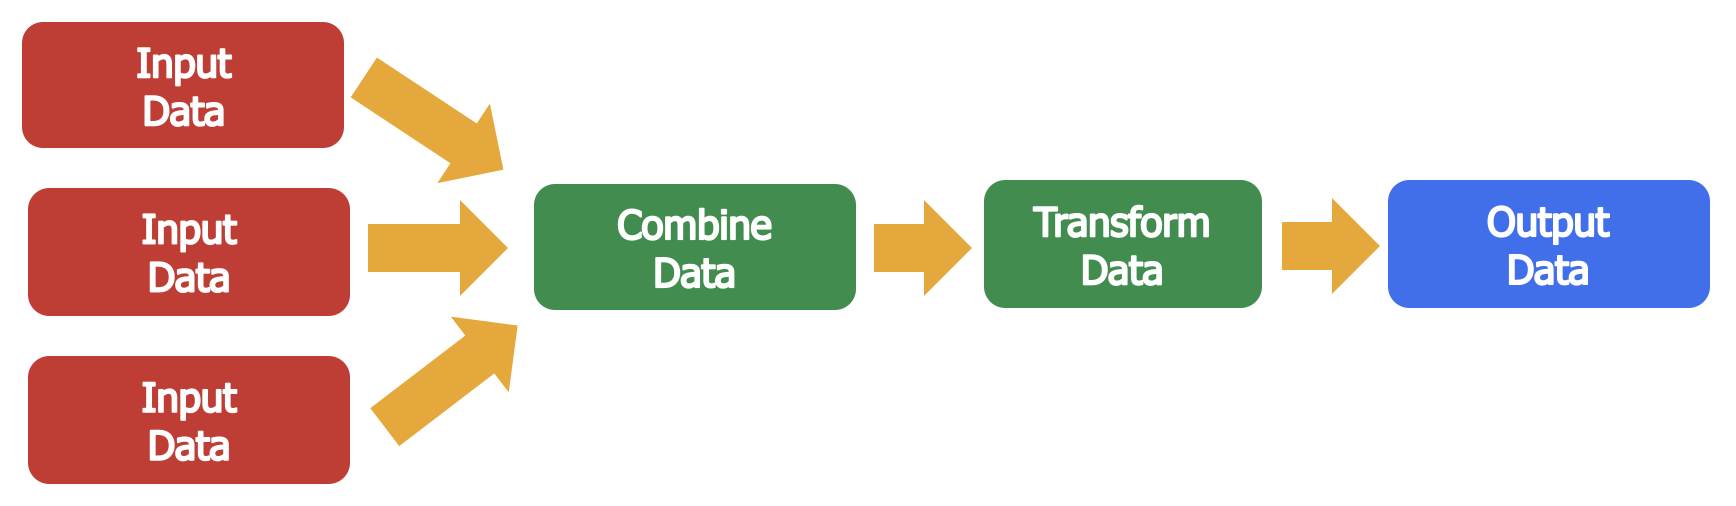 Input
Data
Input
Data
Input
Data
Combine
Data
Transform
Data
Output
Data